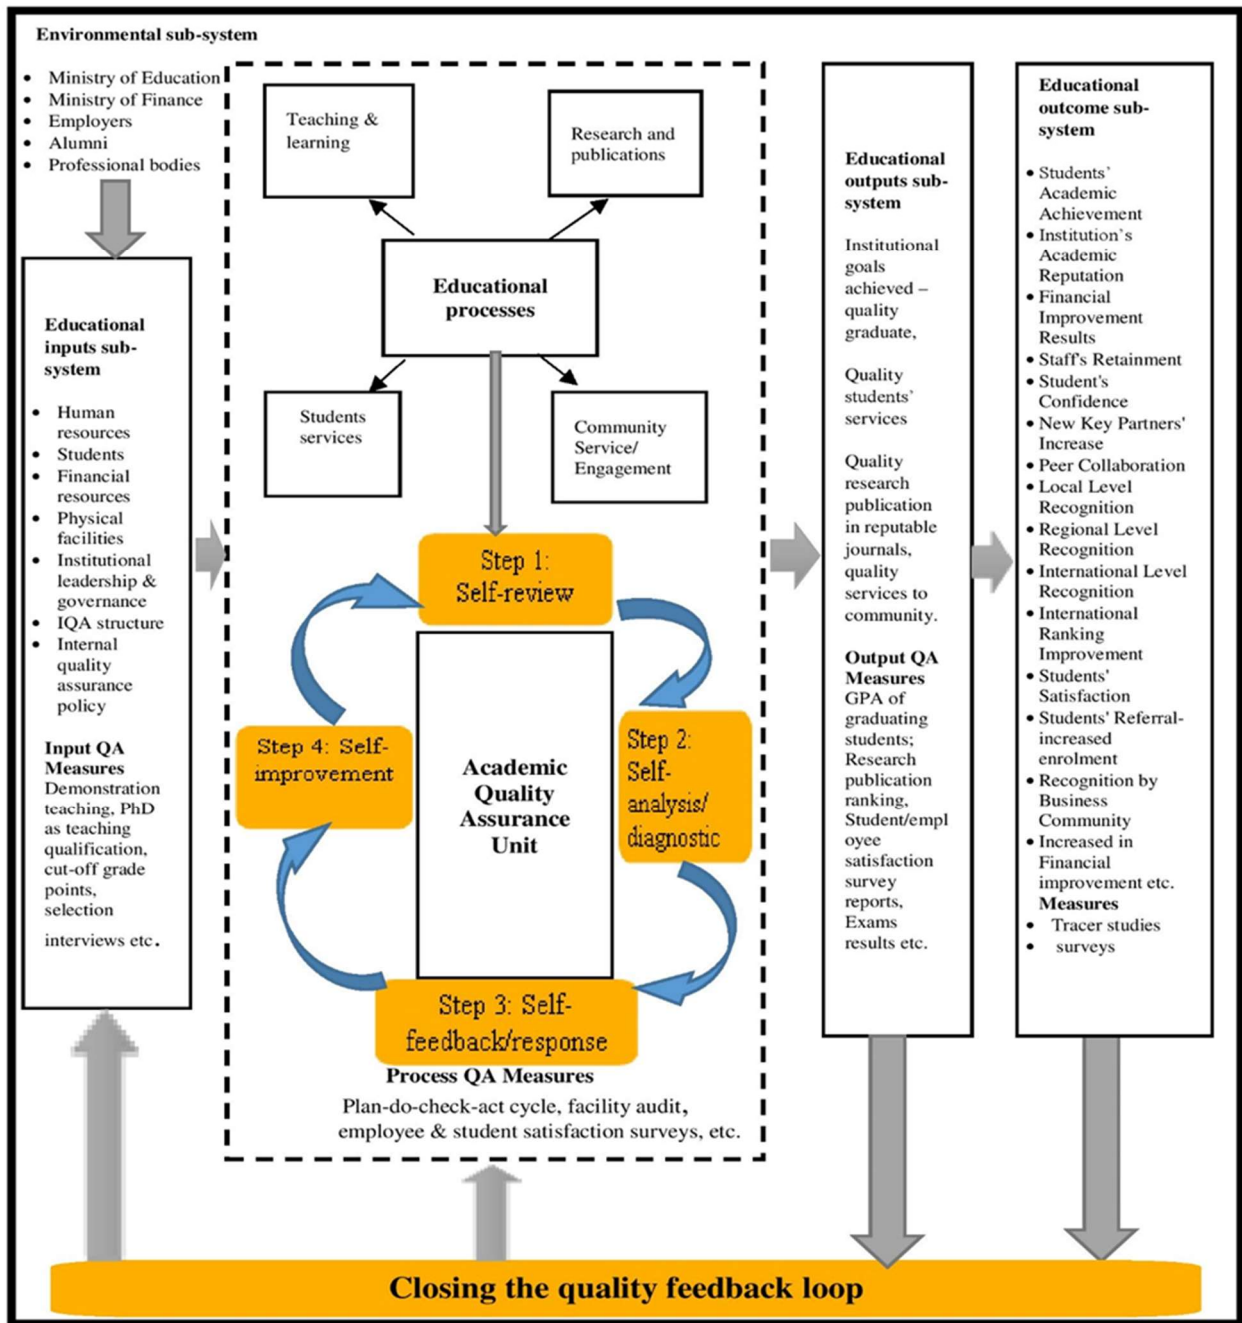 Environmental sub-system
• Ministry of Education
• Ministry of Finance
• Employers
• Alumni
• Professional bodies
Educational
inputs sub-
system
• Human
resources
• Students
• Financial
resources
• Physical
facilities
• Institutional
leadership &
governance
• IQA structure
• Internal
quality
assurance
policy
Input QA
Measures
Demonstration
teaching, PhD
as teaching
qualification,
cut-off grade
points,
selection
interviews etc.
Teaching &
learning
Research and
publications
Educational
processes
Students
services
Community
Service/
Engagement
Step 1:
Self-review
Step 2:
Self-
analysis/
diagnostic
Step 4: Self-
improvement
Academic
Quality
Assurance
Unit
Step 3: Self-
feedback/response
Process QA Measures
Plan-do-check-act cycle, facility audit,
employee & student satisfaction surveys, etc.
Educational
outputs sub-
system
Institutional
goals
achieved –
quality
graduate,
Quality
students’
services
Quality
research
publication
in reputable
journals,
quality
services to
community.
Output QA
Measures
GPA of
graduating
students;
Research
publication
ranking,
Student/empl
oyee
satisfaction
survey
reports,
Exams
results etc.
Educational
outcome sub-
system
• Students’
Academic
Achievement
• Institution’s
Academic
Reputation
• Financial
Improvement
Results
• Staff's Retainment
• Student's
Confidence
• New Key Partners'
Increase
• Peer Collaboration
• Local Level
Recognition
• Regional Level
Recognition
• International Level
Recognition
• International
Ranking
Improvement
• Students'
Satisfaction
• Students' Referral-
increased
enrolment
• Recognition by
Business
Community
• Increased in
Financial
improvement etc.
Measures
• Tracer studies
• surveys
Closing the quality feedback loop